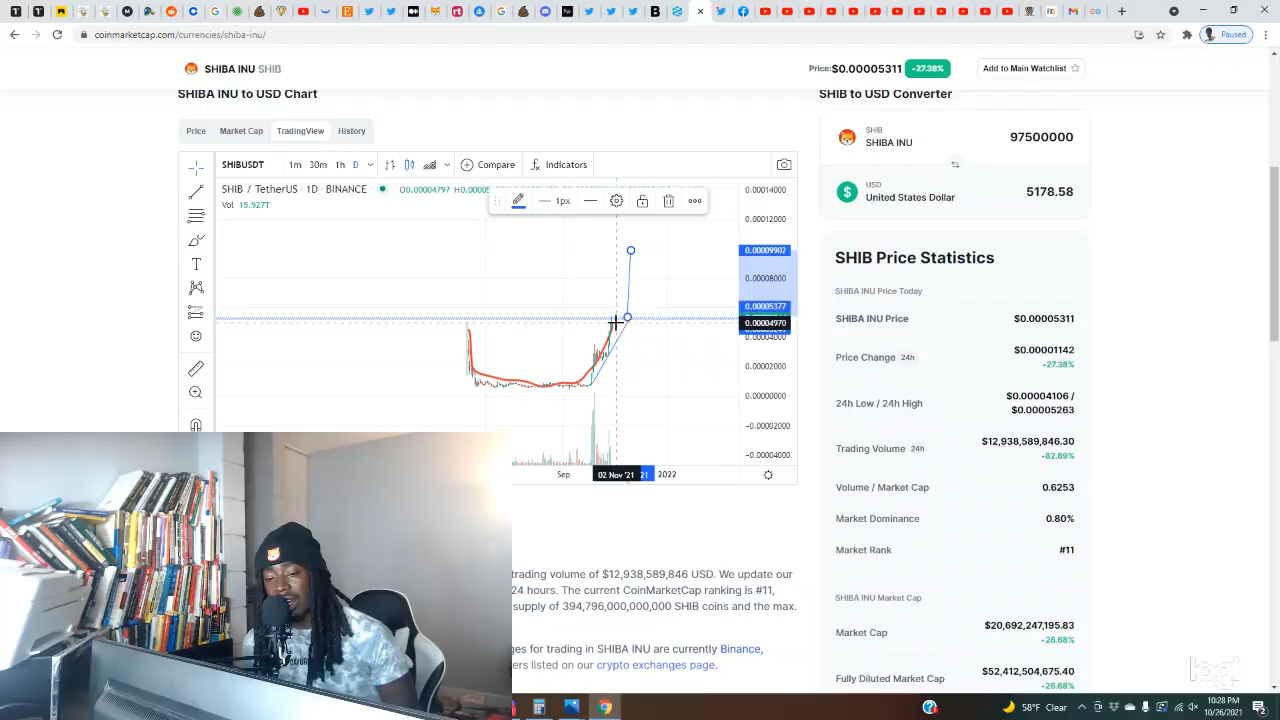 coinmarketcap.com/currencies/shiba-inu/
Paused
SHIBA INU SHIB
Price:$0.00005311
-27.38%
Add to Main Watchlist
SHIBA INU to USD Chart
SHIB to USD Converter
Price
Market Cap
TradingView
History
SHIB
SHIBA INU
97500000
SHIBUSDT
1m 30m 1h D
Compare
Indicators
USD
United States Dollar
5178.58
SHIB / TetherUS · 1D · BINANCE
O0.00004797
Vol 15.927T
1px
0.00014000
0.00012000
0.00009902
0.00008000
0.00005377
0.00004970
0.00004000
0.00002000
0.00000000
-0.00002000
-0.00004000
Sep
02 Nov '21
21
2022
SHIB Price Statistics
SHIBA INU Price Today
SHIBA INU Price
$0.00005311
Price Change 24h
$0.00001142
-27.38%
24h Low / 24h High
$0.00004106 /
$0.00005263
Trading Volume 24h
$12,938,589,846.30
-82.89%
Volume / Market Cap
0.6253
Market Dominance
0.80%
Market Rank
#11
SHIBA INU Market Cap
Market Cap
$20,692,247,195.83
-26.68%
Fully Diluted Market Cap
$52,412,504,675.40
-26.68%
trading volume of $12,938,589,846 USD. We update our
24 hours. The current CoinMarketCap ranking is #11,
supply of 394,796,000,000,000 SHIB coins and the max.
ges for trading in SHIBA INU are currently Binance,
ers listed on our crypto exchanges page.
58°F Clear
10:28 PM
10/26/2021